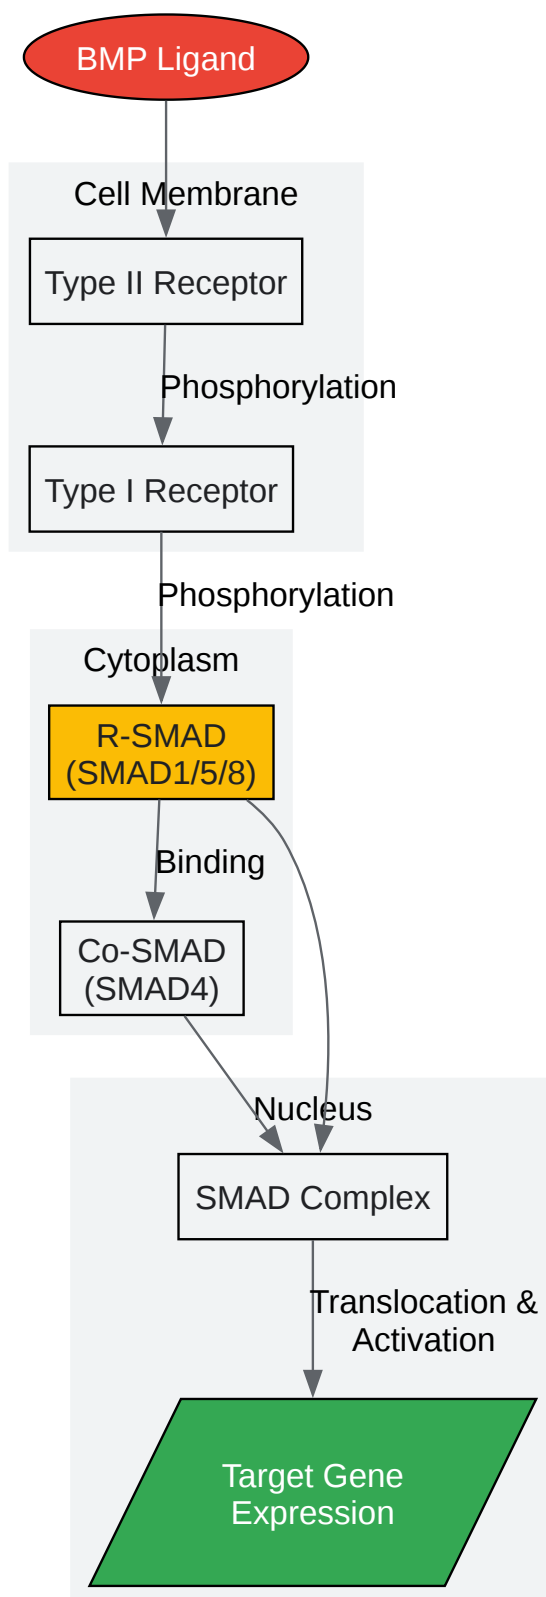 BMP Ligand
Cell Membrane
Type II Receptor
Phosphorylation
Type I Receptor
Phosphorylation
Cytoplasm
R-SMAD
(SMAD1/5/8)
Binding
Co-SMAD
(SMAD4)
Nucleus
SMAD Complex
Translocation &
Activation
Target Gene
Expression